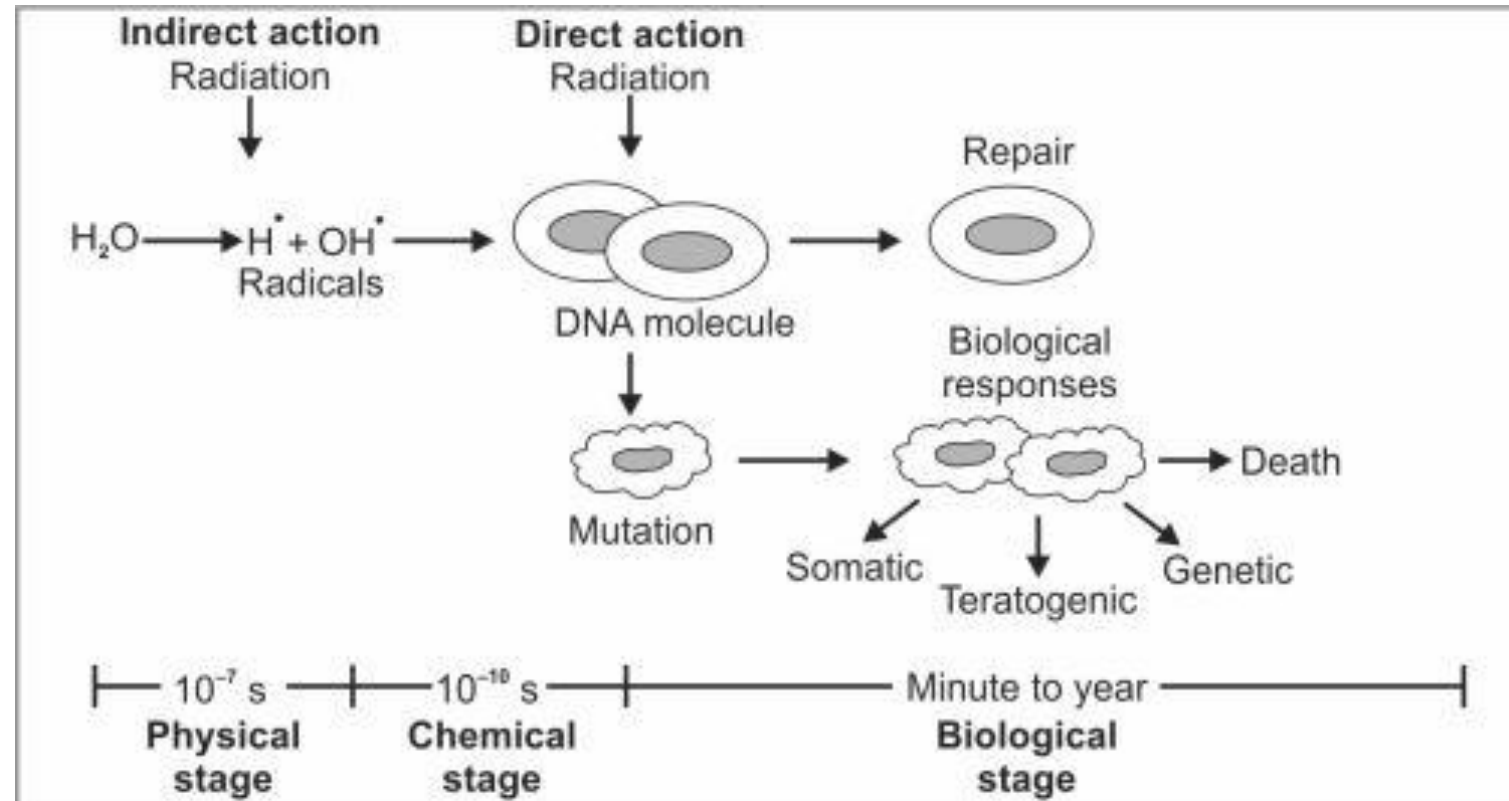 Indirect action
Radiation
Direct action
Radiation
Repair
H₂O
H• + OH•
Radicals
DNA molecule
Biological
responses
Death
Mutation
Somatic
Teratogenic
Genetic
10⁻⁷ s
10⁻¹⁰ s
Minute to year
Physical
stage
Chemical
stage
Biological
stage